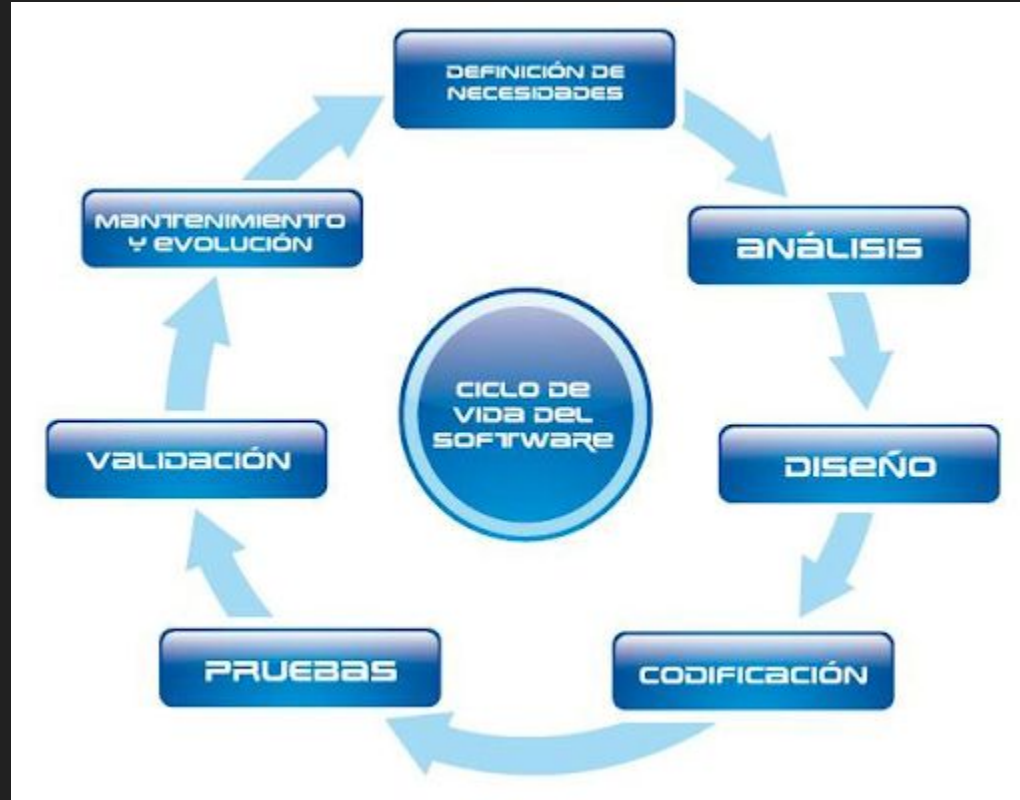 DEFINICIÓN DE
NECESIDADES
ANÁLISIS
DISEÑO
CODIFICACIÓN
PRUEBAS
VALIDACIÓN
MANTENIMIENTO
Y EVOLUCIÓN
CICLO DE
VIDA DEL
SOFTWARE